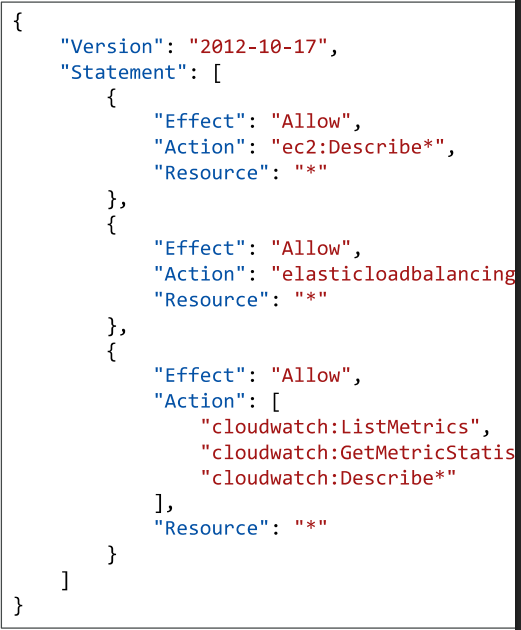 {
    "Version": "2012-10-17",
    "Statement": [
        {
            "Effect": "Allow",
            "Action": "ec2:Describe*",
            "Resource": "*"
        },
        {
            "Effect": "Allow",
            "Action": "elasticloadbalancing
            "Resource": "*"
        },
        {
            "Effect": "Allow",
            "Action": [
                "cloudwatch:ListMetrics",
                "cloudwatch:GetMetricStatis
                "cloudwatch:Describe*"
            ],
            "Resource": "*"
        }
    ]
}